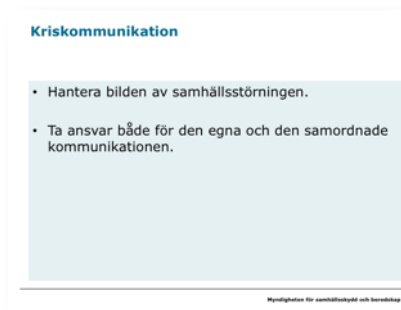 Kriskommunikation
• Hantera bilden av samhällsstörningen.
• Ta ansvar både för den egna och den samordnade
kommunikationen.
Myndigheten för samhällsskydd och beredskap